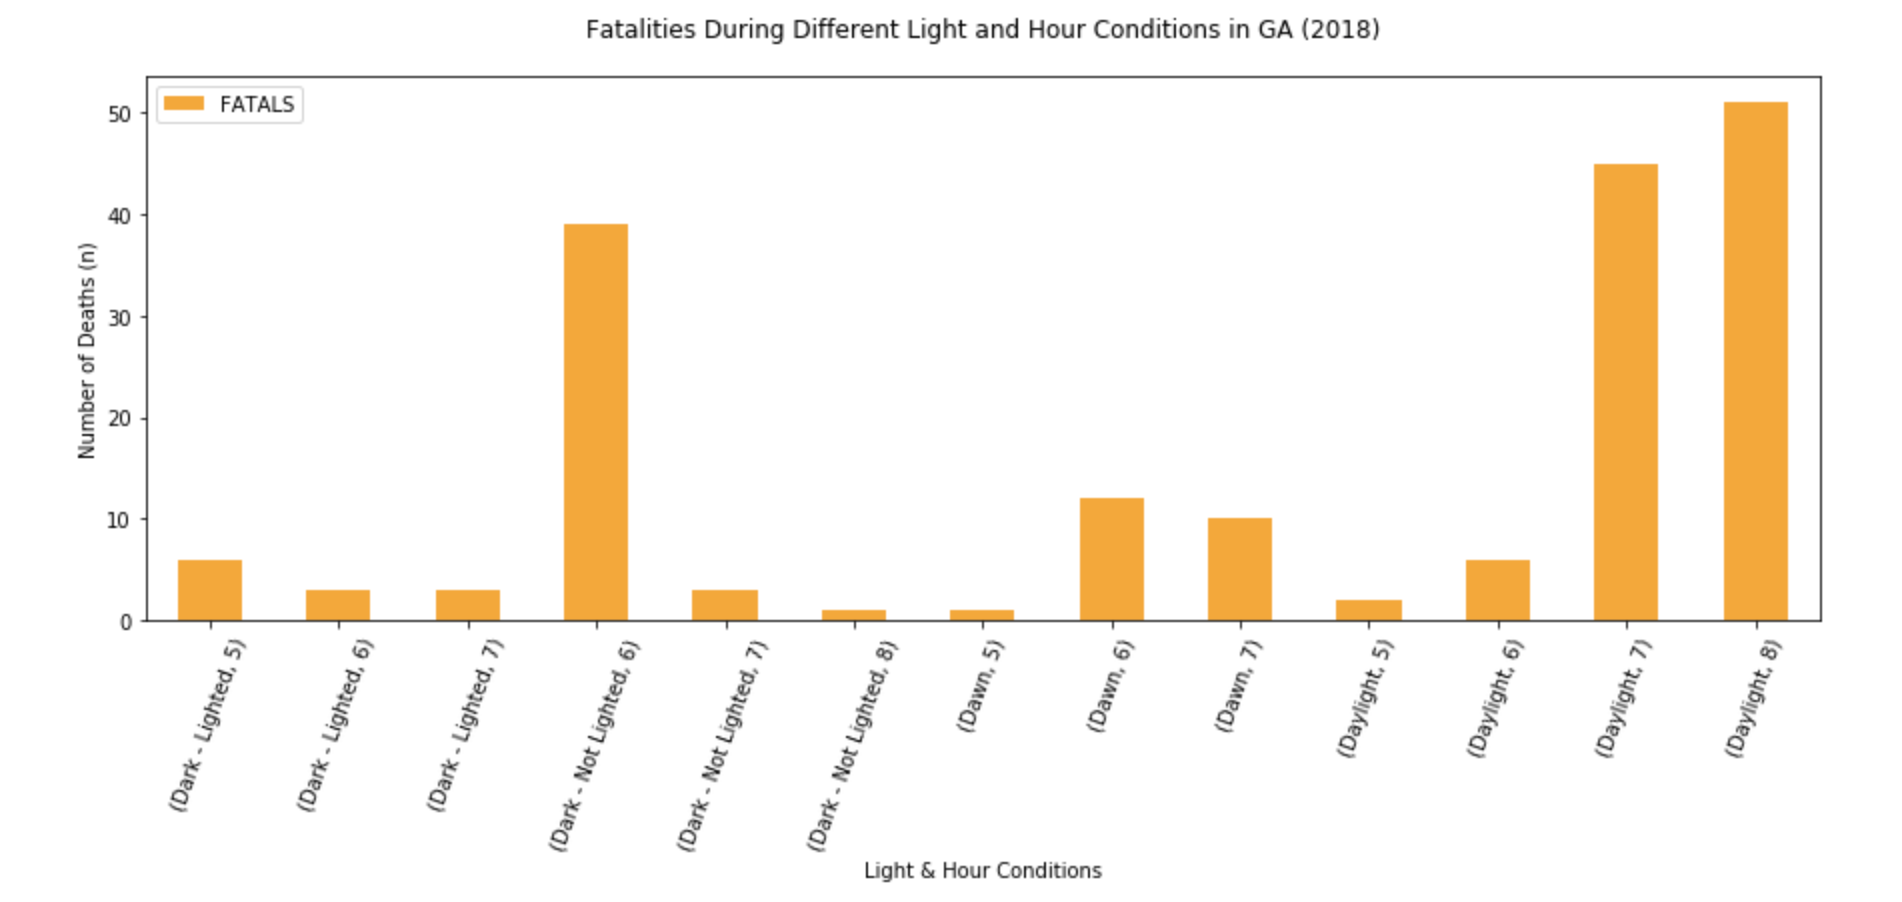 Fatalities During Different Light and Hour Conditions in GA (2018)
FATALS
Number of Deaths (n)
50
40
30
20
10
0
(Dark - Lighted, 5)
(Dark - Lighted, 6)
(Dark - Lighted, 7)
(Dark - Not Lighted, 6)
(Dark - Not Lighted, 7)
(Dark - Not Lighted, 8)
(Dawn, 5)
(Dawn, 6)
(Dawn, 7)
(Daylight, 5)
(Daylight, 6)
(Daylight, 7)
(Daylight, 8)
Light & Hour Conditions